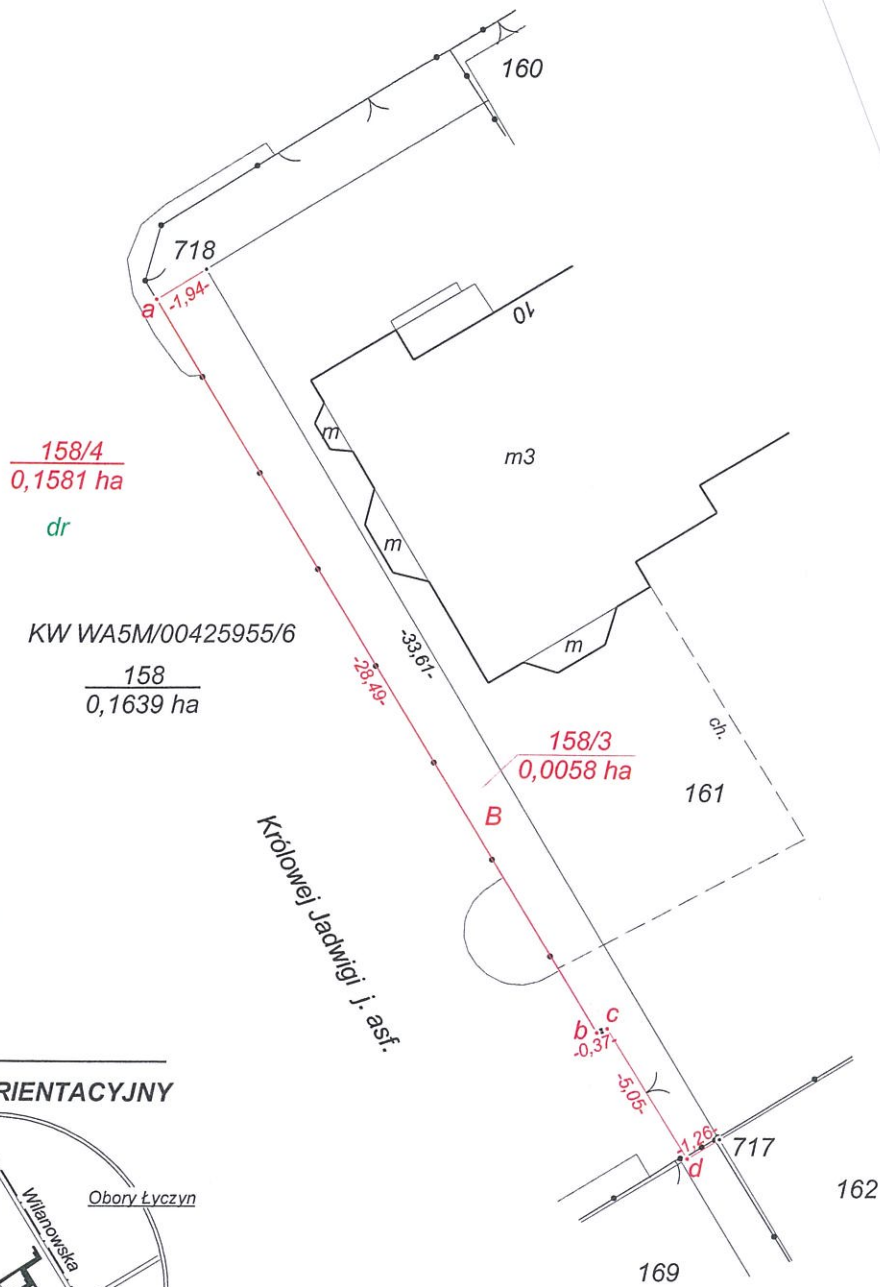 160
718
a
-1,94-
10
m
m3
158/4
0,1581 ha
dr
m
KW WA5M/00425955/6
158
0,1639 ha
-33,61-
-28,49-
m
ch.
158/3
0,0058 ha
161
B
Królowej Jadwigi j. asf.
b
c
-0,37-
-5,05-
-1,26-
717
d
RIENTACYJNY
Wilanowska
Obory Łyczyn
162
169